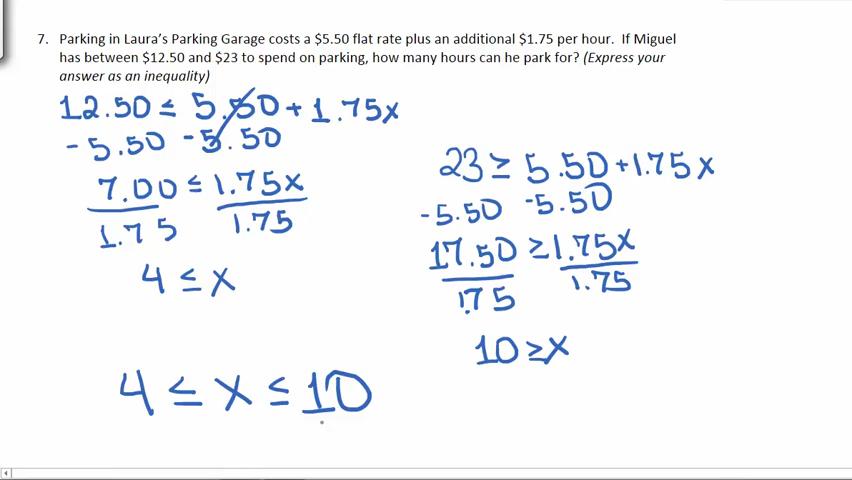 7. Parking in Laura's Parking Garage costs a $5.50 flat rate plus an additional $1.75 per hour. If Miguel
has between $12.50 and $23 to spend on parking, how many hours can he park for? (Express your
answer as an inequality)
12.50 ≤ 5.50 + 1.75x
-5.50 -5.50
7.00 ≤ 1.75x
1.75 1.75
4 ≤ x
23 ≥ 5.50+1.75x
-5.50 -5.50
17.50 ≥ 1.75x
1.75 1.75
10 ≥ x
4 ≤ x ≤ 10